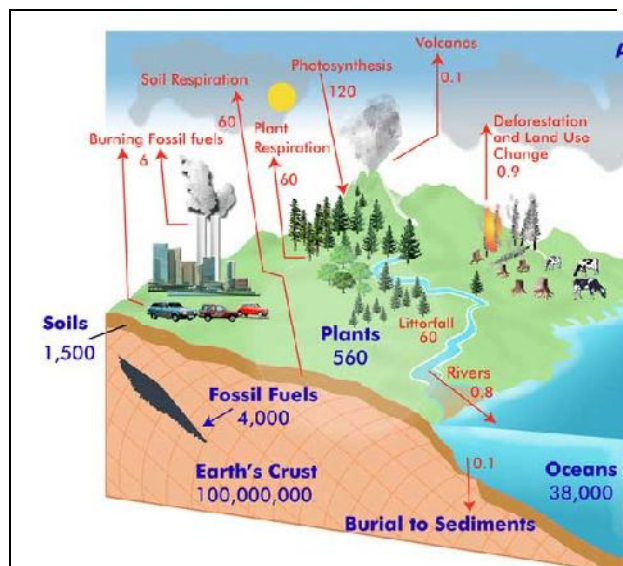 Volcanos
0.1
A
Photosynthesis
120
Soil Respiration
60
Plant
Respiration
60
Burning Fossil fuels
6
Deforestation
and Land Use
Change
0.9
Soils
1,500
Plants
560
Littorfall
60
Rivers
0.8
Fossil Fuels
4,000
0.1
Earth's Crust
100,000,000
Oceans
38,000
Burial to Sediments